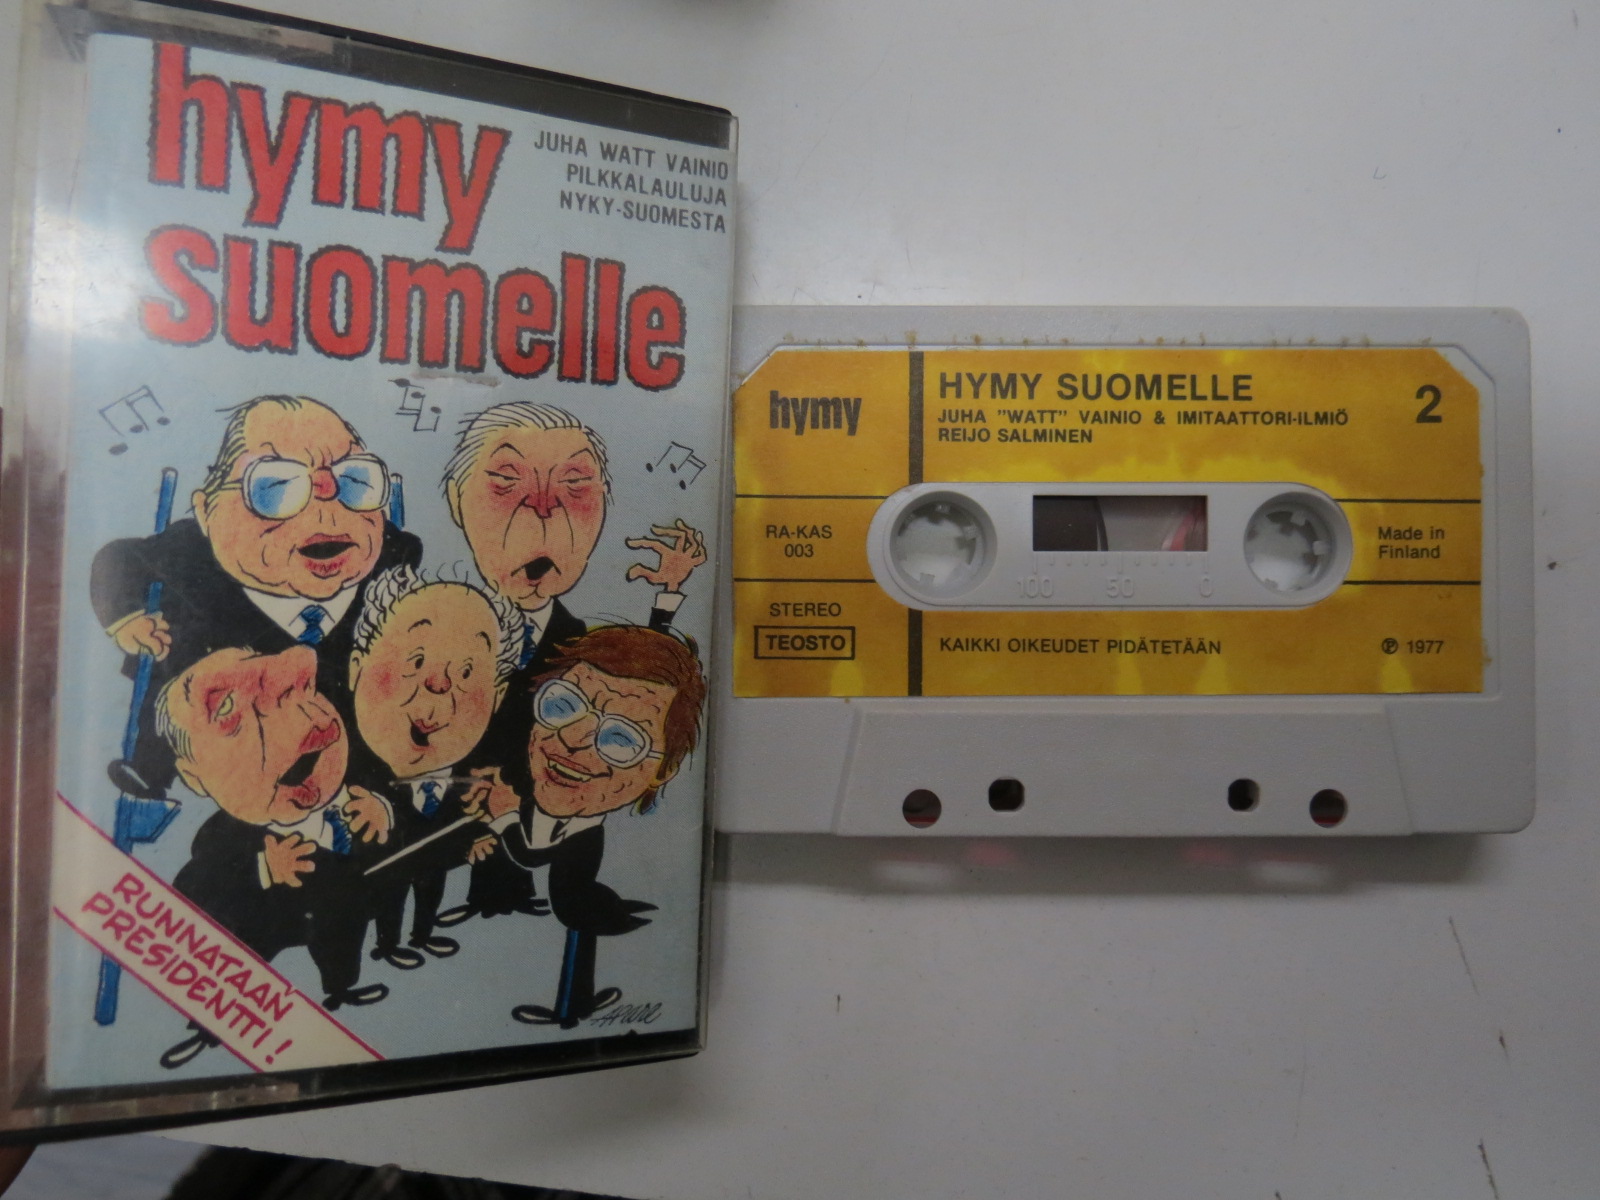 hymy
suomelle
JUHA WATT VAINIO
PILKKALAULUJA
NYKY-SUOMESTA
RUNNATAAN
PRESIDENTTI!
hymy
HYMY SUOMELLE
JUHA "WATT" VAINIO & IMITAATTORI-ILMIÖ
REIJO SALMINEN
2
RA-KAS
003
Made in
Finland
100 50 0
STEREO
TEOSTO
KAIKKI OIKEUDET PIDÄTETÄÄN
℗ 1977